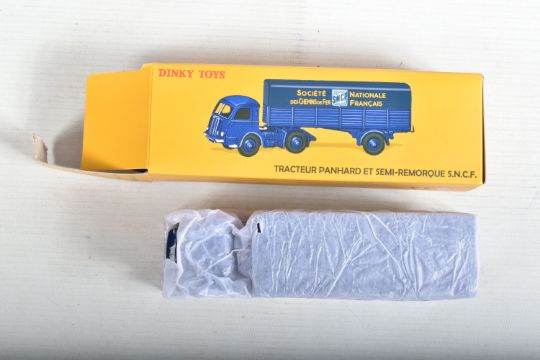 DINKY TOYS
SOCIÉTÉ NATIONALE
DES CHEMINS DE FER FRANÇAIS
TRACTEUR PANHARD ET SEMI-REMORQUE S.N.C.F.